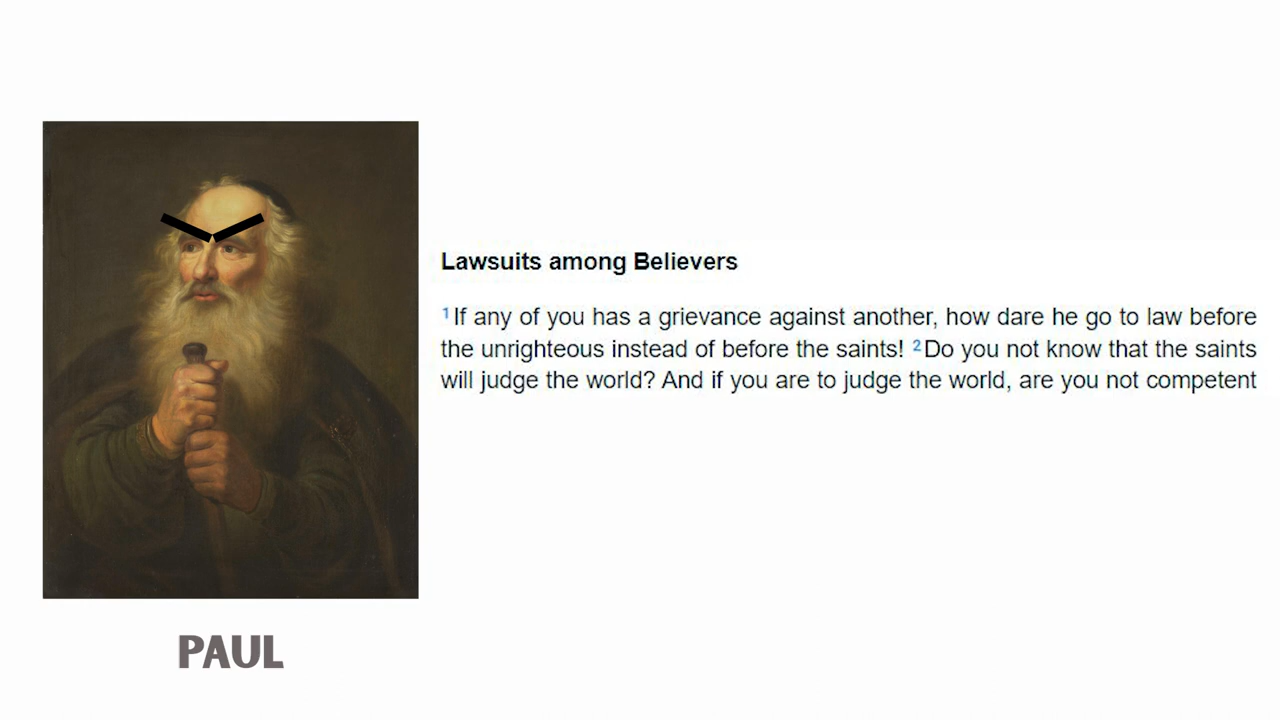 Lawsuits among Believers
1 If any of you has a grievance against another, how dare he go to law before
the unrighteous instead of before the saints! 2 Do you not know that the saints
will judge the world? And if you are to judge the world, are you not competent
PAUL